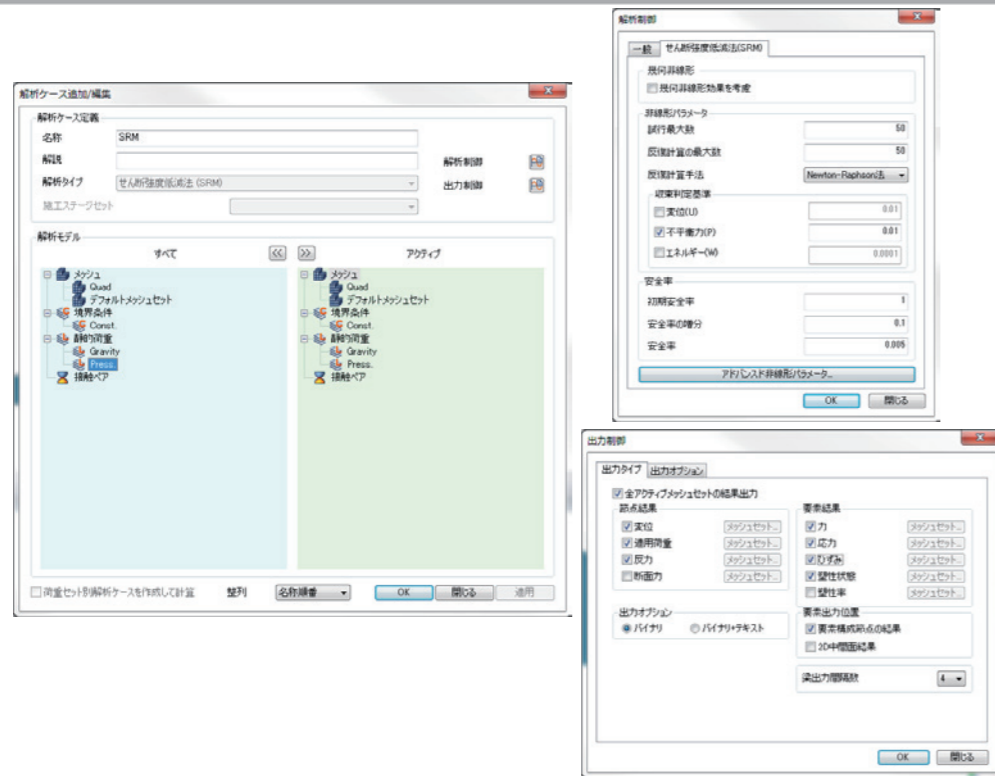 解析ケース追加/編集
解析ケース定義
名称 SRM
解説
解析制御
解析タイプ せん断強度低減法 (SRM)
出力制御
施工ステージセット
解析モデル
すべて << >> アクティブ
メッシュ
Quad
デフォルトメッシュセット
境界条件
Const.
静的荷重
Gravity
Press.
接触ペア
メッシュ
Quad
デフォルトメッシュセット
境界条件
Const.
静的荷重
Gravity
Press.
接触ペア
荷重セット別解析ケースを作成して計算 整列 名称順番 OK 閉じる 適用
解析制御
一般 せん断強度低減法(SRM)
幾何非線形
幾何非線形効果を考慮
非線形パラメータ
試行最大数 50
反復計算の最大数 50
反復計算手法 Newton-Raphson法
収束判定基準
変位(U) 0.01
不平衡力(P) 0.01
エネルギー(W) 0.0001
安全率
初期安全率 1
安全率の増分 0.1
安全率 0.005
アドバンスド非線形パラメータ...
OK 閉じる
出力制御
出力タイプ 出力オプション
全アクティブメッシュセットの結果出力
節点結果
変位 メッシュセット...
適用荷重 メッシュセット...
反力 メッシュセット...
断面力 メッシュセット...
出力オプション
バイナリ バイナリ+テキスト
要素結果
力 メッシュセット...
応力 メッシュセット...
ひずみ メッシュセット...
塑性状態 メッシュセット...
塑性率 メッシュセット...
要素出力位置
要素構成節点の結果
2D中間面結果
梁出力間隔数 4
OK 閉じる